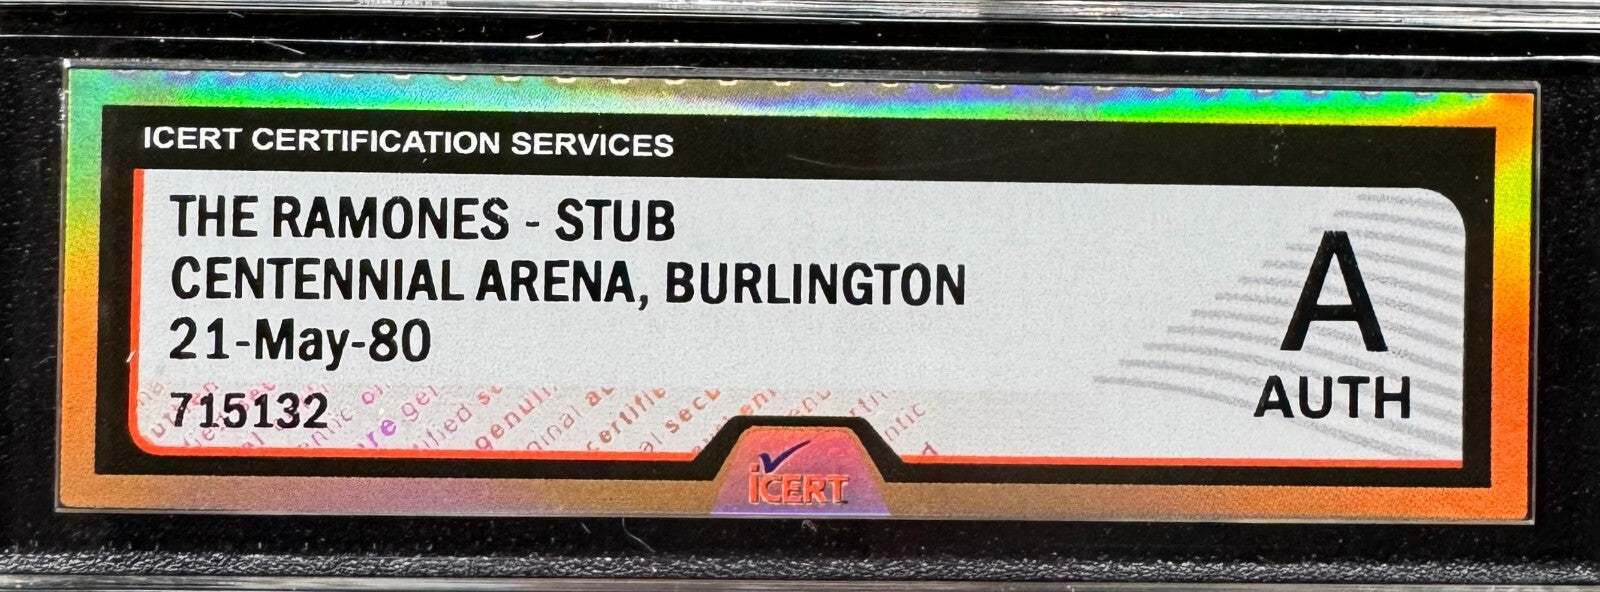 ICERT CERTIFICATION SERVICES
THE RAMONES - STUB
CENTENNIAL ARENA, BURLINGTON
21-May-80
715132
A
AUTH
iCERT